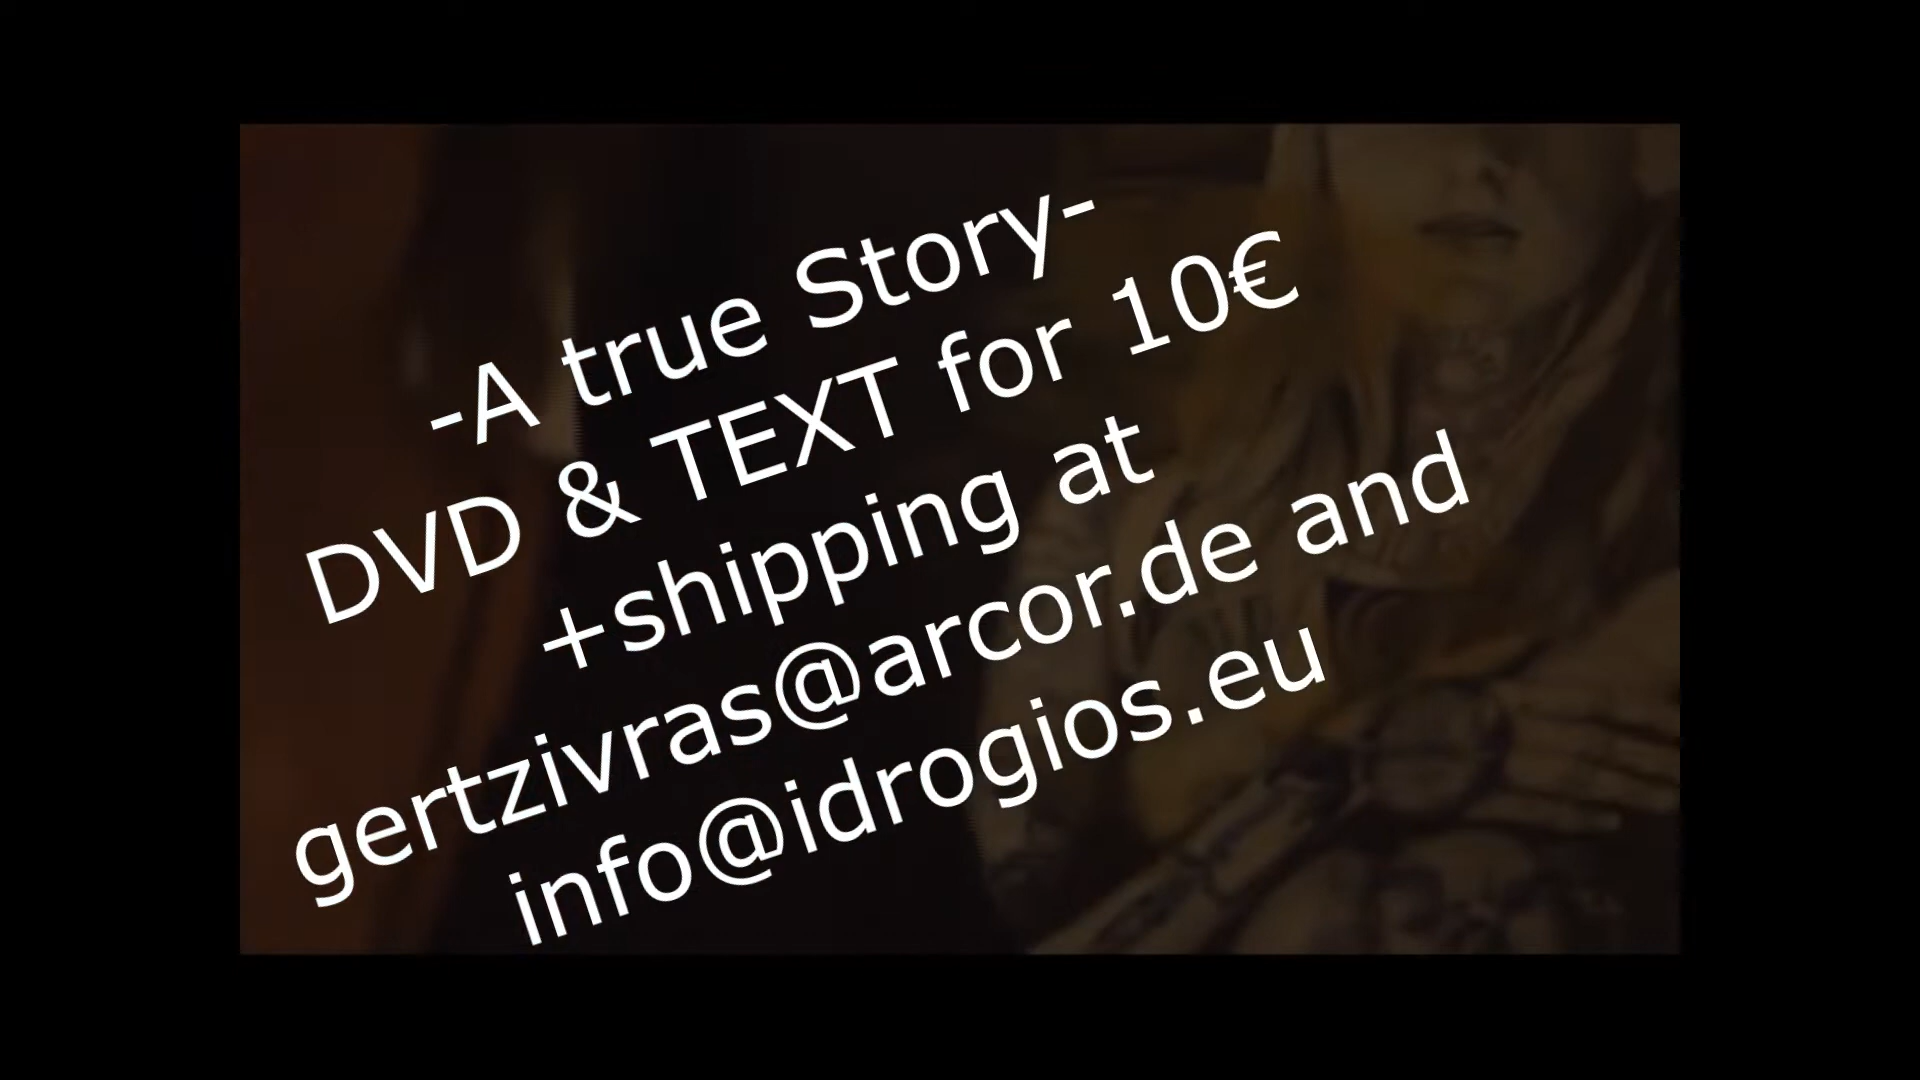 -A true Story-
DVD & TEXT for 10€
+shipping at
gertzivras@arcor.de and
info@idrogios.eu